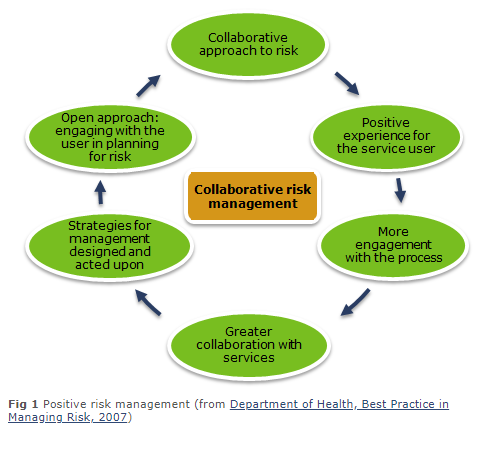 Collaborative
approach to risk
Positive
experience for
the service user
More
engagement
with the process
Greater
collaboration with
services
Strategies for
management
designed and
acted upon
Open approach:
engaging with the
user in planning
for risk
Collaborative risk
management
Fig 1 Positive risk management (from Department of Health, Best Practice in
Managing Risk, 2007)